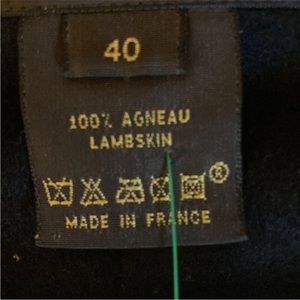 40
100% AGNEAU
LAMBSKIN
®
MADE IN FRANCE